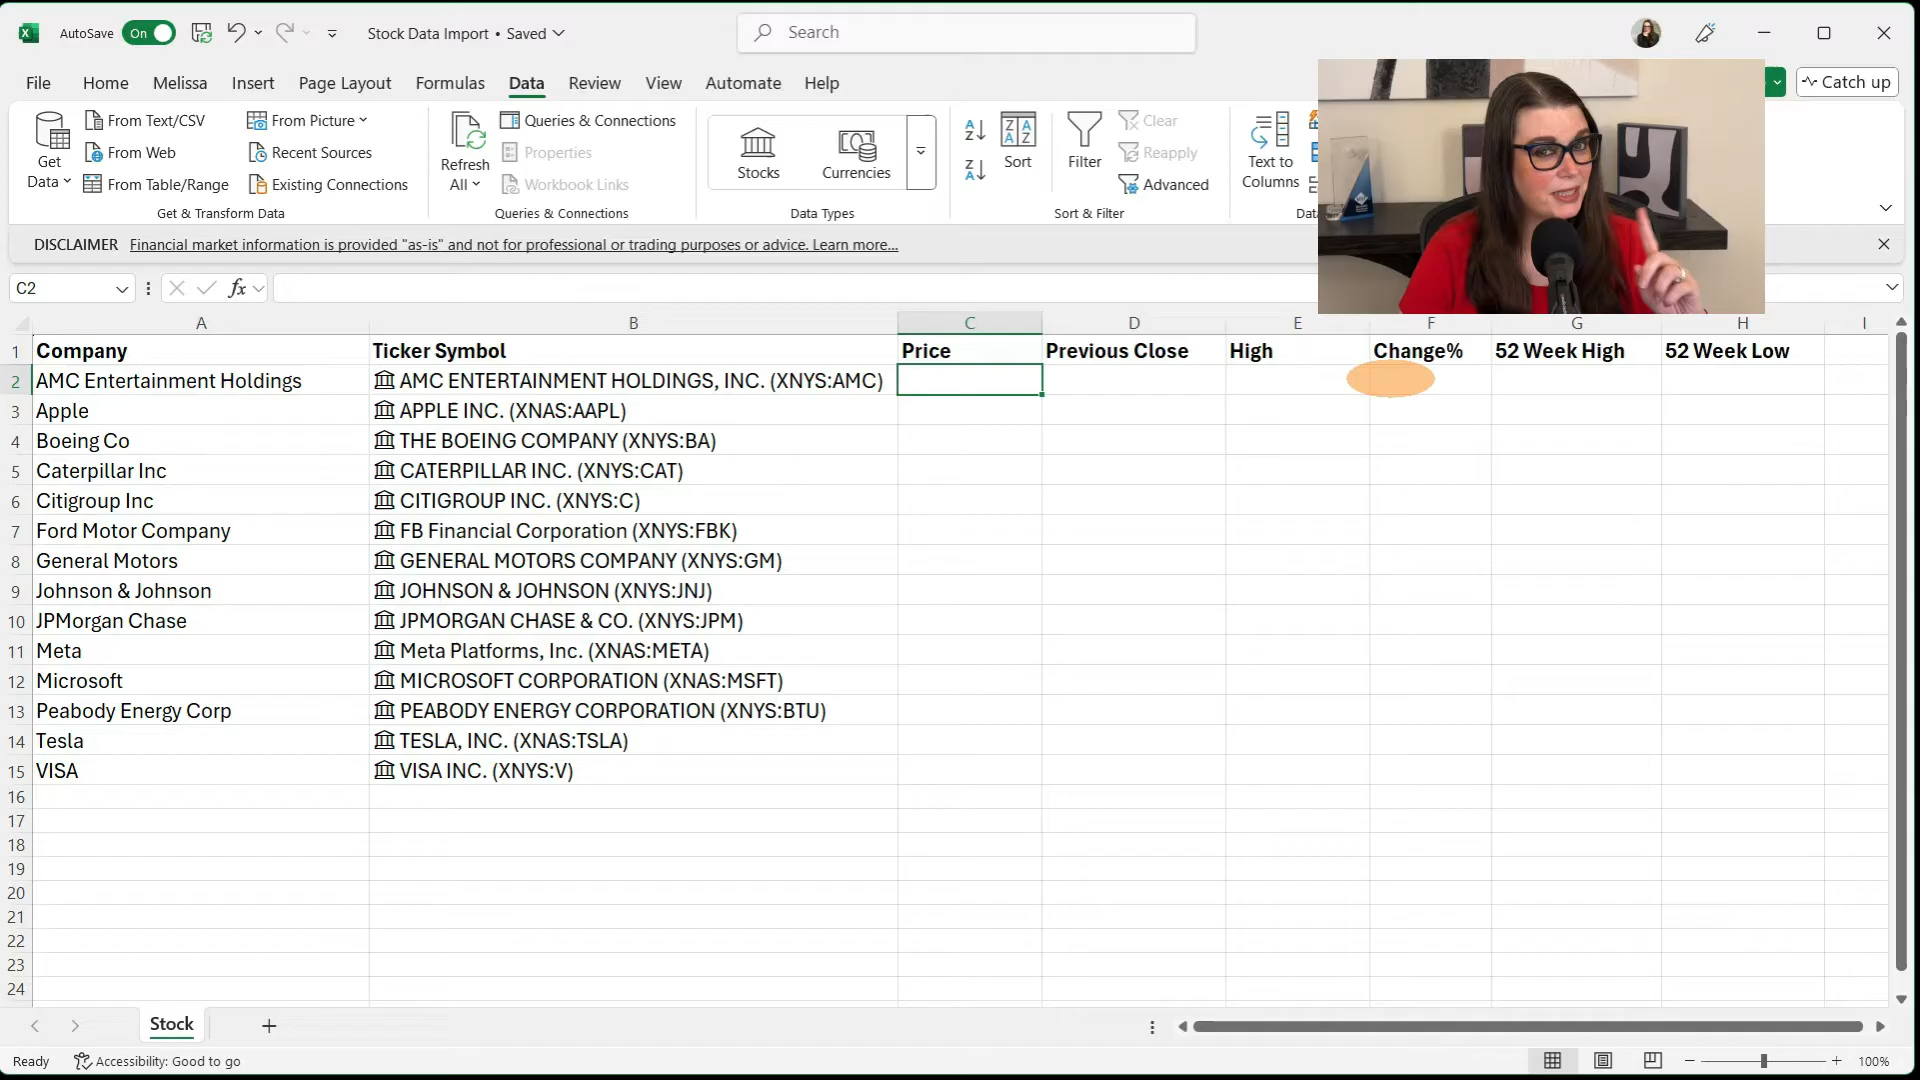 AutoSave On Stock Data Import • Saved Search
File Home Melissa Insert Page Layout Formulas Data Review View Automate Help Catch up
Get Data
From Text/CSV
From Web
From Table/Range
From Picture
Recent Sources
Existing Connections
Get & Transform Data
Refresh All
Queries & Connections
Properties
Workbook Links
Queries & Connections
Stocks Currencies
Data Types
Sort
Filter
Clear
Reapply
Advanced
Sort & Filter
Text to Columns
DISCLAIMER Financial market information is provided "as-is" and not for professional or trading purposes or advice. Learn more...
C2 fx
A B C D E F G H I
1 Company Ticker Symbol Price Previous Close High Change% 52 Week High 52 Week Low
2 AMC Entertainment Holdings AMC ENTERTAINMENT HOLDINGS, INC. (XNYS:AMC)
3 Apple APPLE INC. (XNAS:AAPL)
4 Boeing Co THE BOEING COMPANY (XNYS:BA)
5 Caterpillar Inc CATERPILLAR INC. (XNYS:CAT)
6 Citigroup Inc CITIGROUP INC. (XNYS:C)
7 Ford Motor Company FB Financial Corporation (XNYS:FBK)
8 General Motors GENERAL MOTORS COMPANY (XNYS:GM)
9 Johnson & Johnson JOHNSON & JOHNSON (XNYS:JNJ)
10 JPMorgan Chase JPMORGAN CHASE & CO. (XNYS:JPM)
11 Meta Meta Platforms, Inc. (XNAS:META)
12 Microsoft MICROSOFT CORPORATION (XNAS:MSFT)
13 Peabody Energy Corp PEABODY ENERGY CORPORATION (XNYS:BTU)
14 Tesla TESLA, INC. (XNAS:TSLA)
15 VISA VISA INC. (XNYS:V)
16
17
18
19
20
21
22
23
24
Stock
Ready Accessibility: Good to go 100%